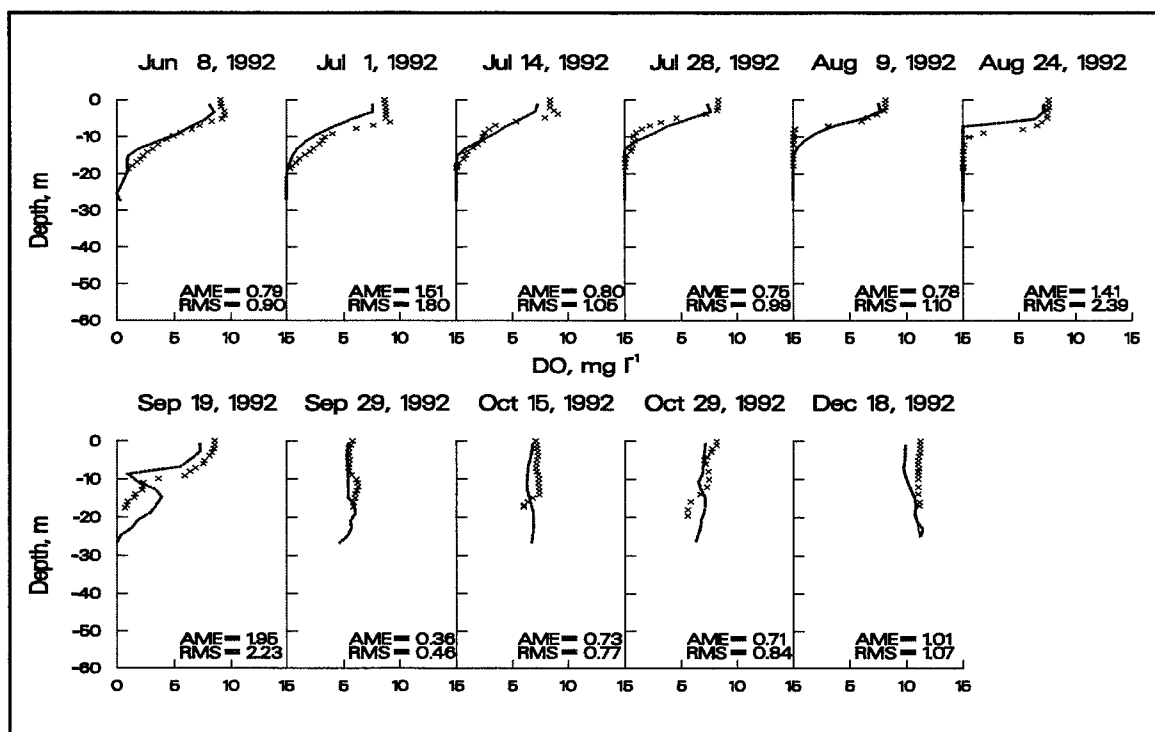 Jun 8, 1992 Jul 1, 1992 Jul 14, 1992 Jul 28, 1992 Aug 9, 1992 Aug 24, 1992
0
-10
-20
-30
-40
-50
-60
Depth, m
AME= 0.79 AME= 1.51 AME= 0.80 AME= 0.75 AME= 0.78 AME= 1.41
RMS= 0.90 RMS= 1.80 RMS= 1.05 RMS= 0.99 RMS= 1.10 RMS= 2.39
0 5 10 15 5 10 15 5 10 15 5 10 15 5 10 15 5 10 15
DO, mg l⁻¹
Sep 19, 1992 Sep 29, 1992 Oct 15, 1992 Oct 29, 1992 Dec 18, 1992
0
-10
-20
-30
-40
-50
-60
Depth, m
AME= 1.95 AME= 0.36 AME= 0.73 AME= 0.71 AME= 1.01
RMS= 2.23 RMS= 0.46 RMS= 0.77 RMS= 0.84 RMS= 1.07
0 5 10 15 5 10 15 5 10 15 5 10 15 5 10 15